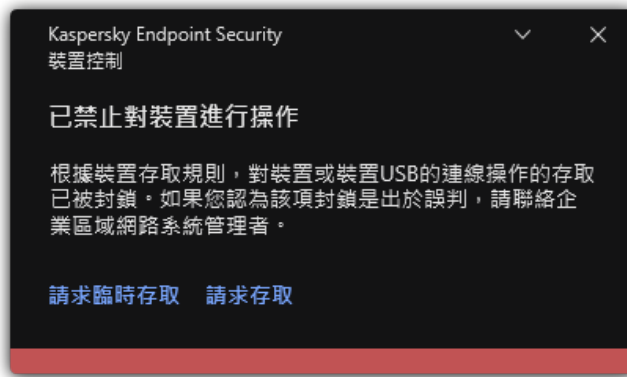 Kaspersky Endpoint Security
裝置控制
已禁止對裝置進行操作
根據裝置存取規則，對裝置或裝置USB的連線操作的存取
已被封鎖。如果您認為該項封鎖是出於誤判，請聯絡企
業區域網路系統管理者。
請求臨時存取 請求存取